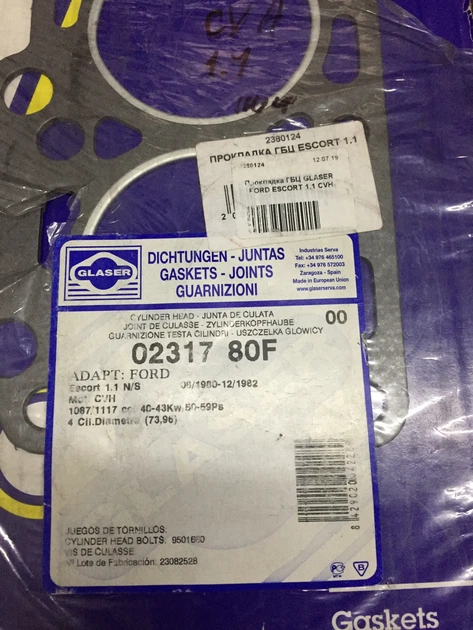 CVH
1.1
2380124
ПРОКЛАДКА ГБЦ ESCORT 1.1
12 07 19
Прокладка ГБЦ GLASER
FORD ESCORT 1.1 CVH
GLASER
DICHTUNGEN - JUNTAS
GASKETS - JOINTS
GUARNIZIONI
Industrias Serva
Tel: +34 976 465100
Fax: +34 976 572003
Zaragoza - Spain
Made in European Union
www.glaserserva.com
CYLINDER HEAD - JUNTA DE CULATA
JOINT DE CULASSE - ZYLINDERKOPFHAUBE
GUARNIZIONE TESTA CILINDRI - USZCZELKA GLOWICY
00
02317 80F
ADAPT: FORD
Escort 1.1 N/S 08/1980-12/1982
Mot. CVH
1087/1117 cc. 40-43Kw,50-59Ps
4 Cil.Diametro (73,96)
JUEGOS DE TORNILLOS:
CYLINDER HEAD BOLTS: 9501660
VIS DE CULASSE
Nº Lote de Fabricación: 23082528
Gaskets